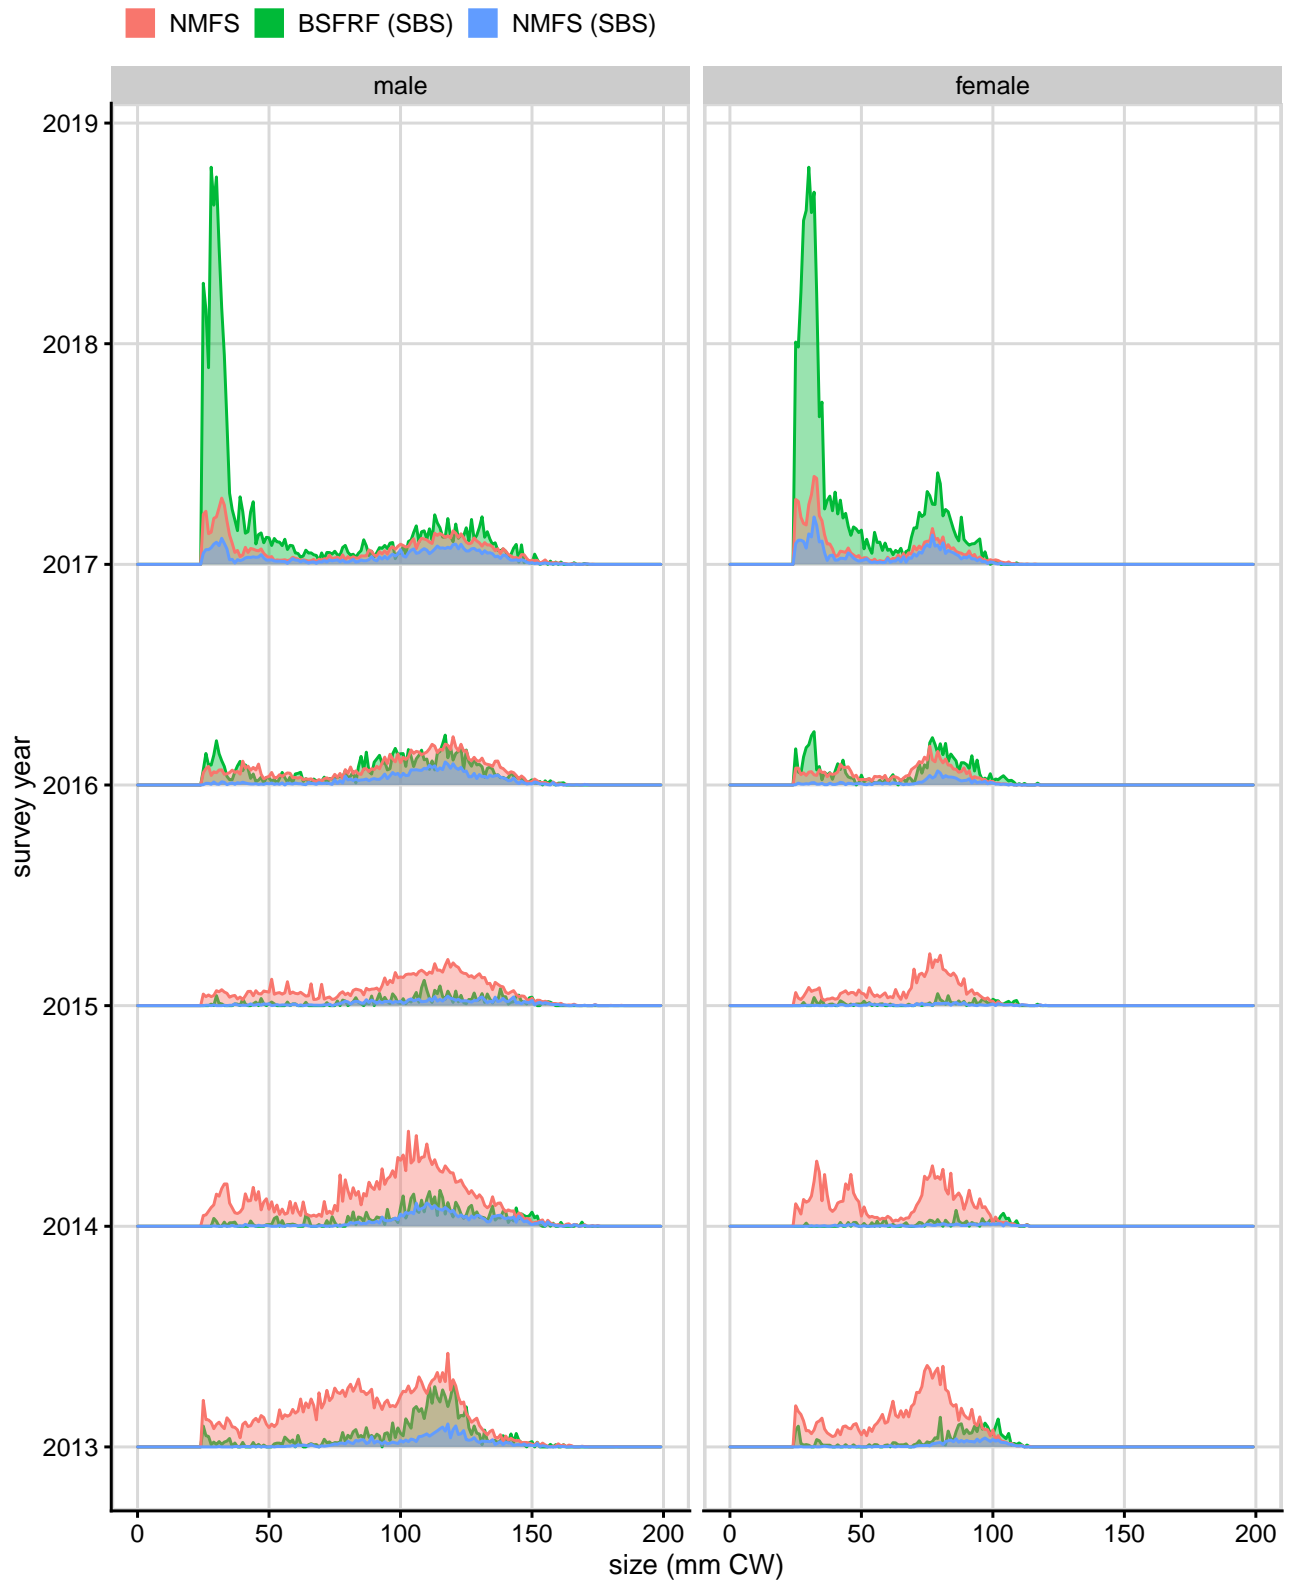 NMFS BSFRF (SBS) NMFS (SBS)
male female
2019
2018
2017
2016
2015
2014
2013
survey year
0 50 100 150 200 0 50 100 150 200
size (mm CW)